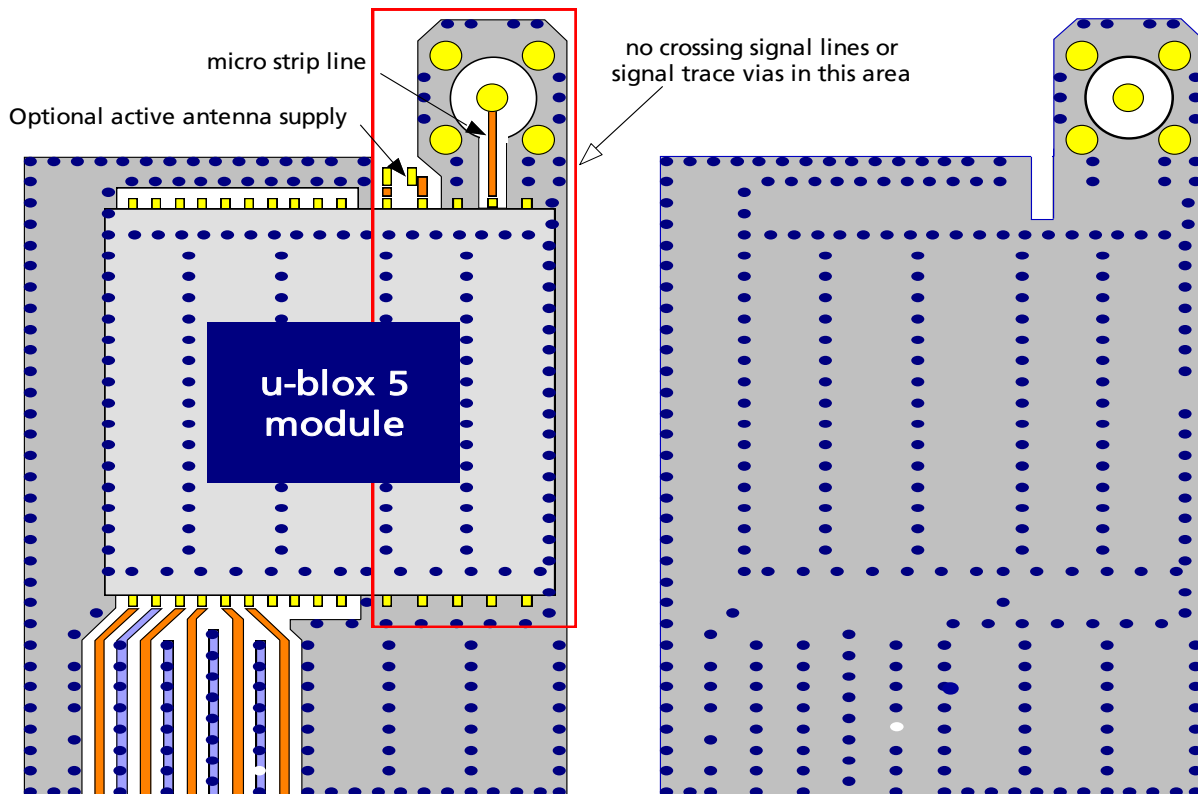 no crossing signal lines or
signal trace vias in this area
micro strip line
Optional active antenna supply
u-blox 5
module